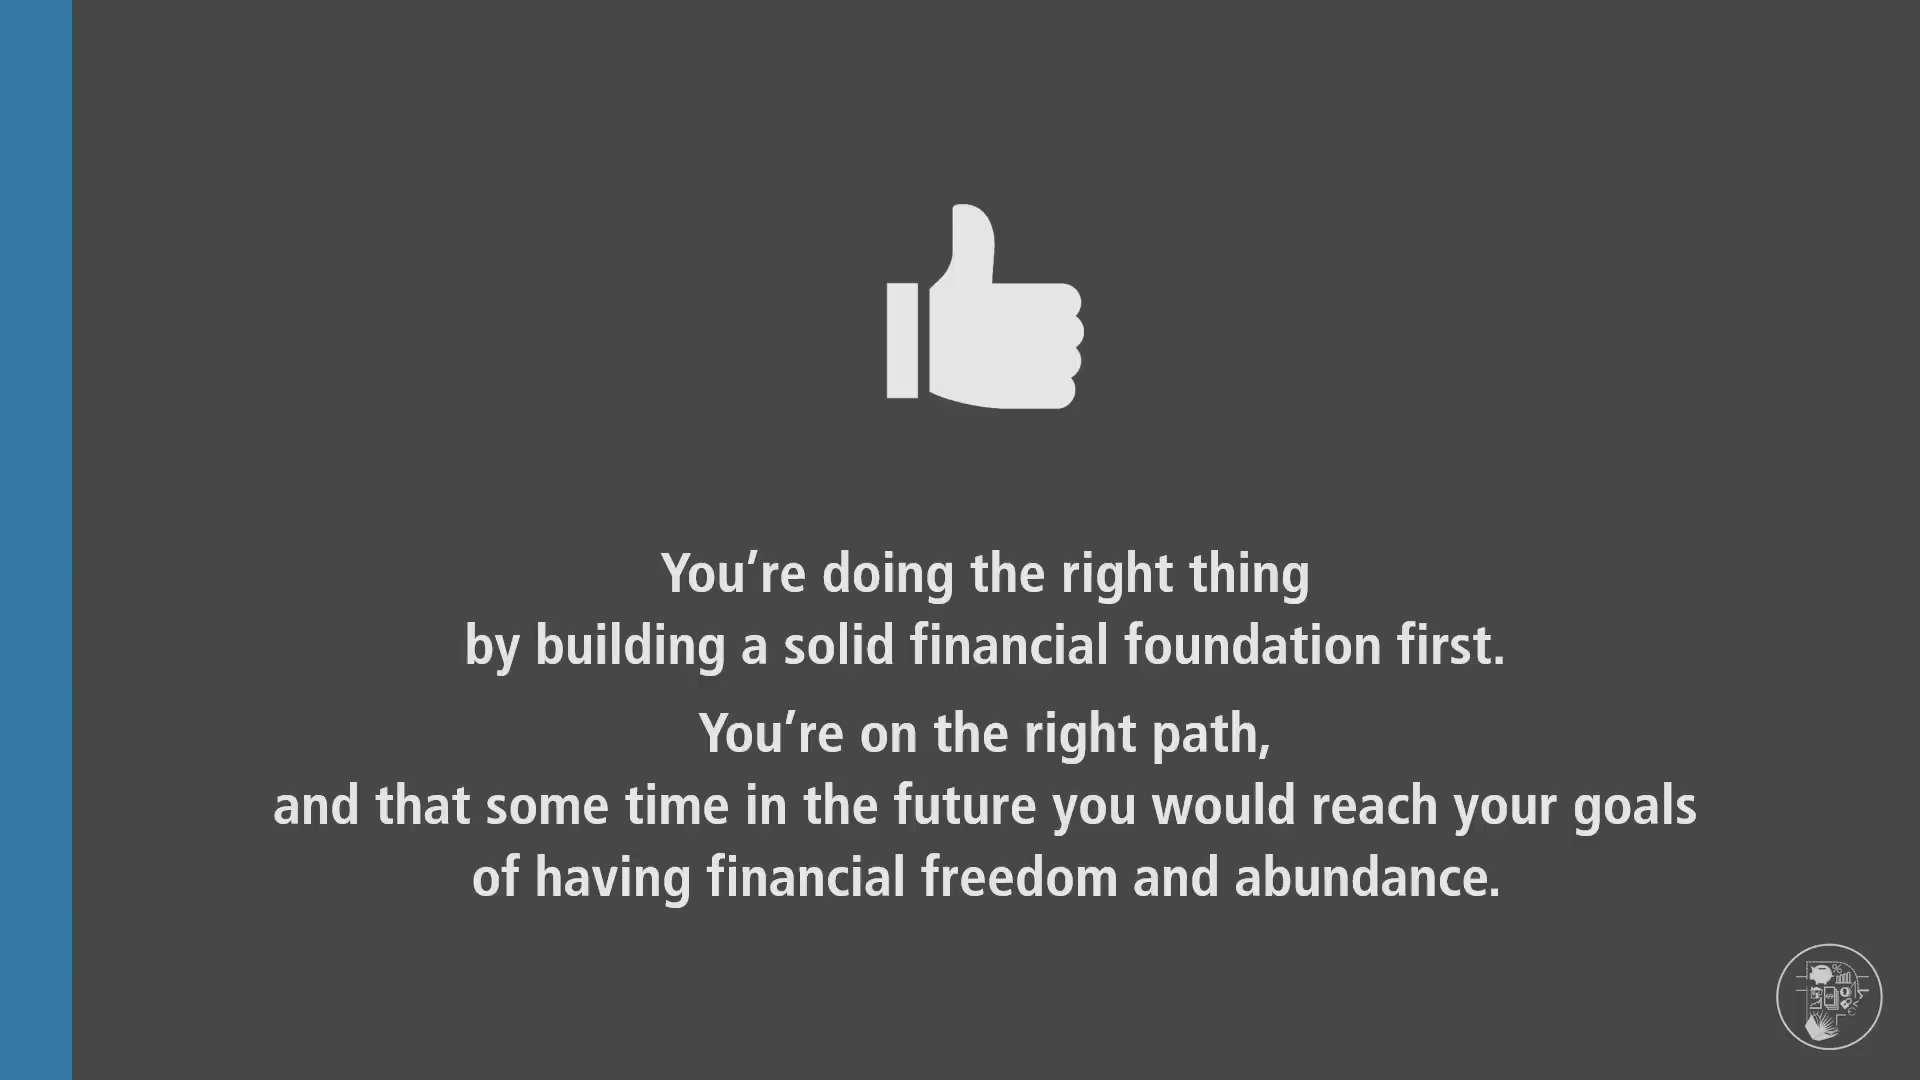 You’re doing the right thing
by building a solid financial foundation first.
You’re on the right path,
and that some time in the future you would reach your goals
of having financial freedom and abundance.